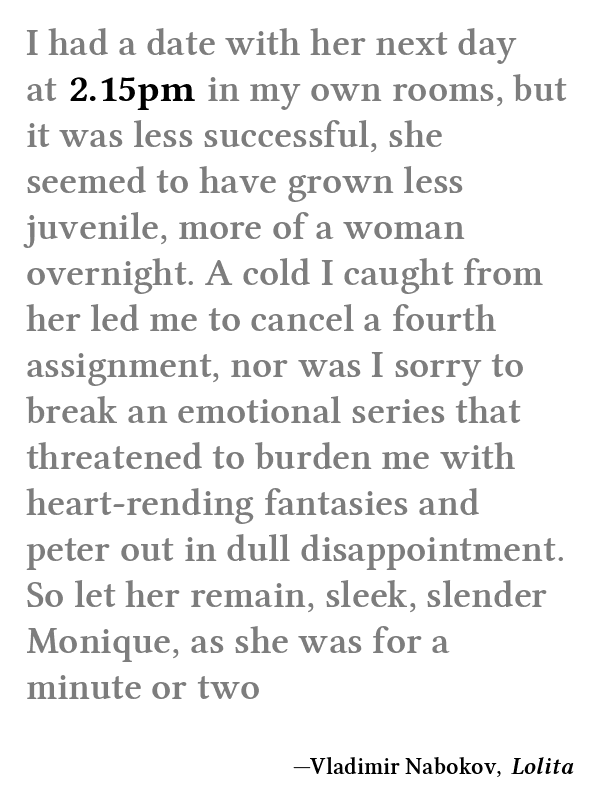 I had a date with her next day
at 2.15pm in my own rooms, but
it was less successful, she
seemed to have grown less
juvenile, more of a woman
overnight. A cold I caught from
her led me to cancel a fourth
assignment, nor was I sorry to
break an emotional series that
threatened to burden me with
heart-rending fantasies and
peter out in dull disappointment.
So let her remain, sleek, slender
Monique, as she was for a
minute or two
—Vladimir Nabokov, Lolita